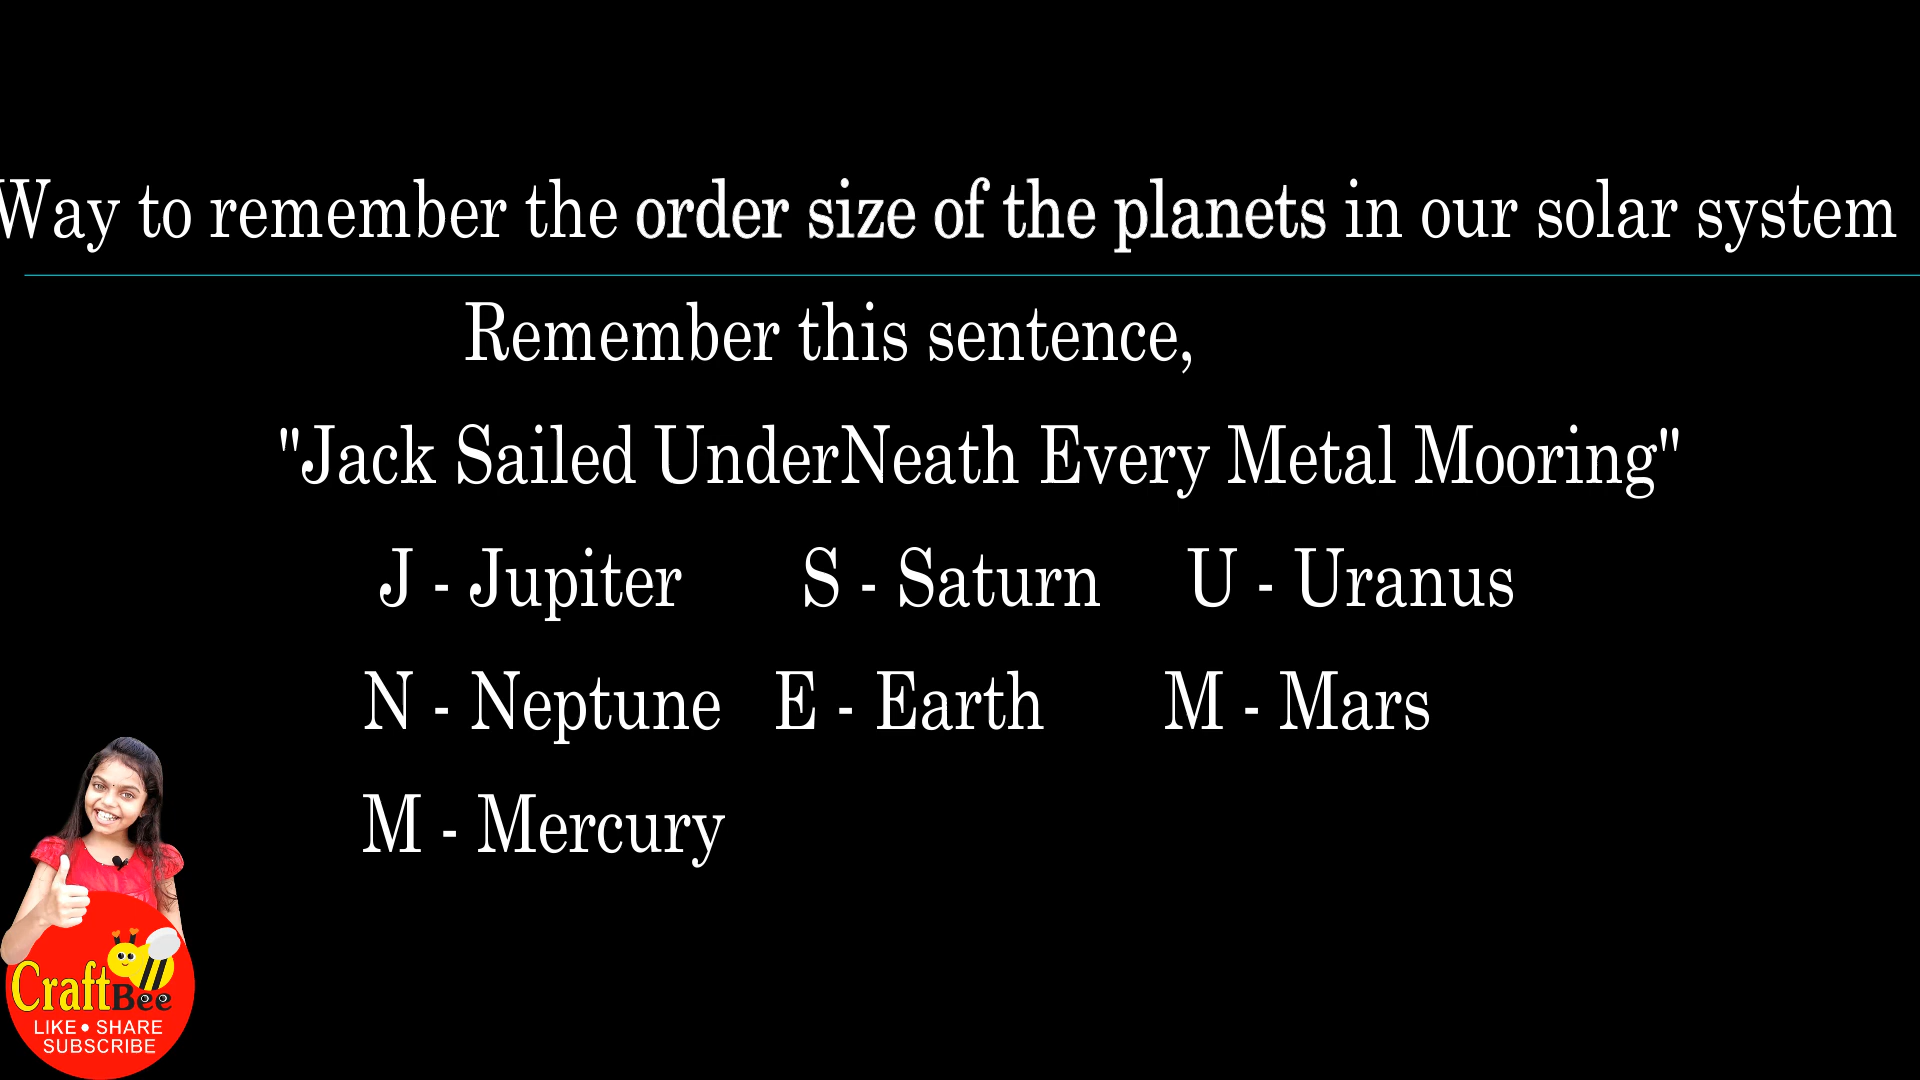 Way to remember the order size of the planets in our solar system
Remember this sentence,
"Jack Sailed UnderNeath Every Metal Mooring"
J - Jupiter S - Saturn U - Uranus
N - Neptune E - Earth M - Mars
M - Mercury
CraftBee
LIKE • SHARE
SUBSCRIBE